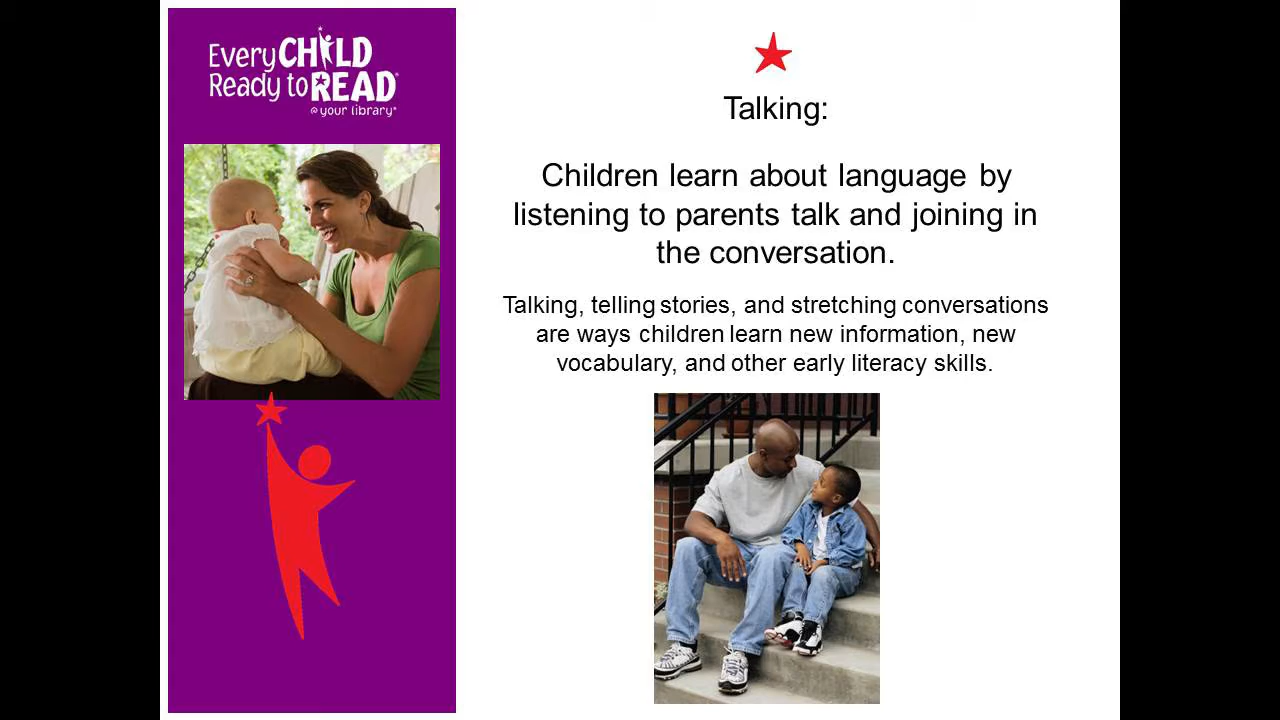 Every CHILD
Ready to READ®
@ your library®
Talking:
Children learn about language by
listening to parents talk and joining in
the conversation.
Talking, telling stories, and stretching conversations
are ways children learn new information, new
vocabulary, and other early literacy skills.